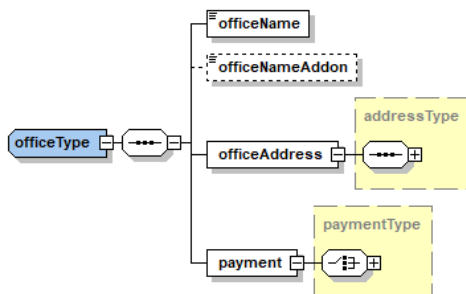 officeName
officeNameAddon
addressType
officeType
officeAddress
paymentType
payment